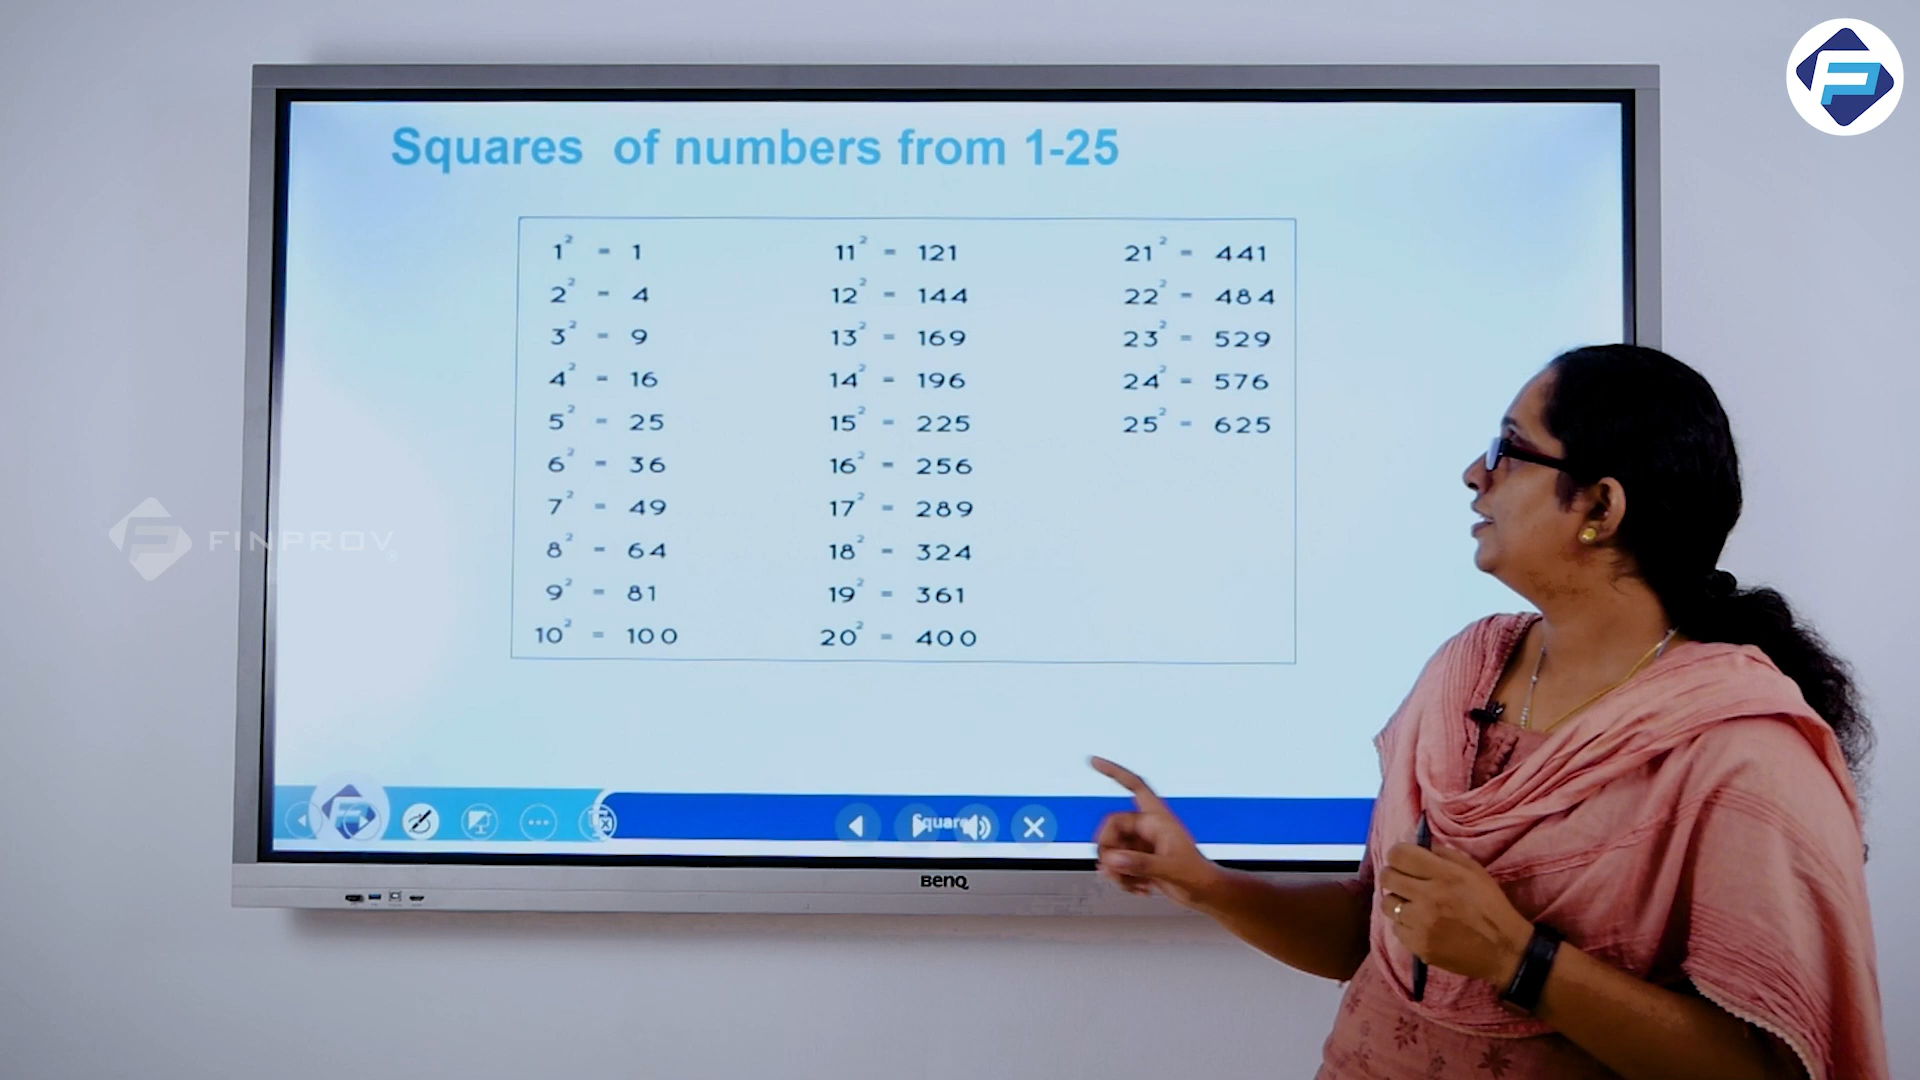 Squares of numbers from 1-25
1² = 1
2² = 4
3² = 9
4² = 16
5² = 25
6² = 36
7² = 49
8² = 64
9² = 81
10² = 100
11² = 121
12² = 144
13² = 169
14² = 196
15² = 225
16² = 256
17² = 289
18² = 324
19² = 361
20² = 400
21² = 441
22² = 484
23² = 529
24² = 576
25² = 625
FINPROV®
BenQ